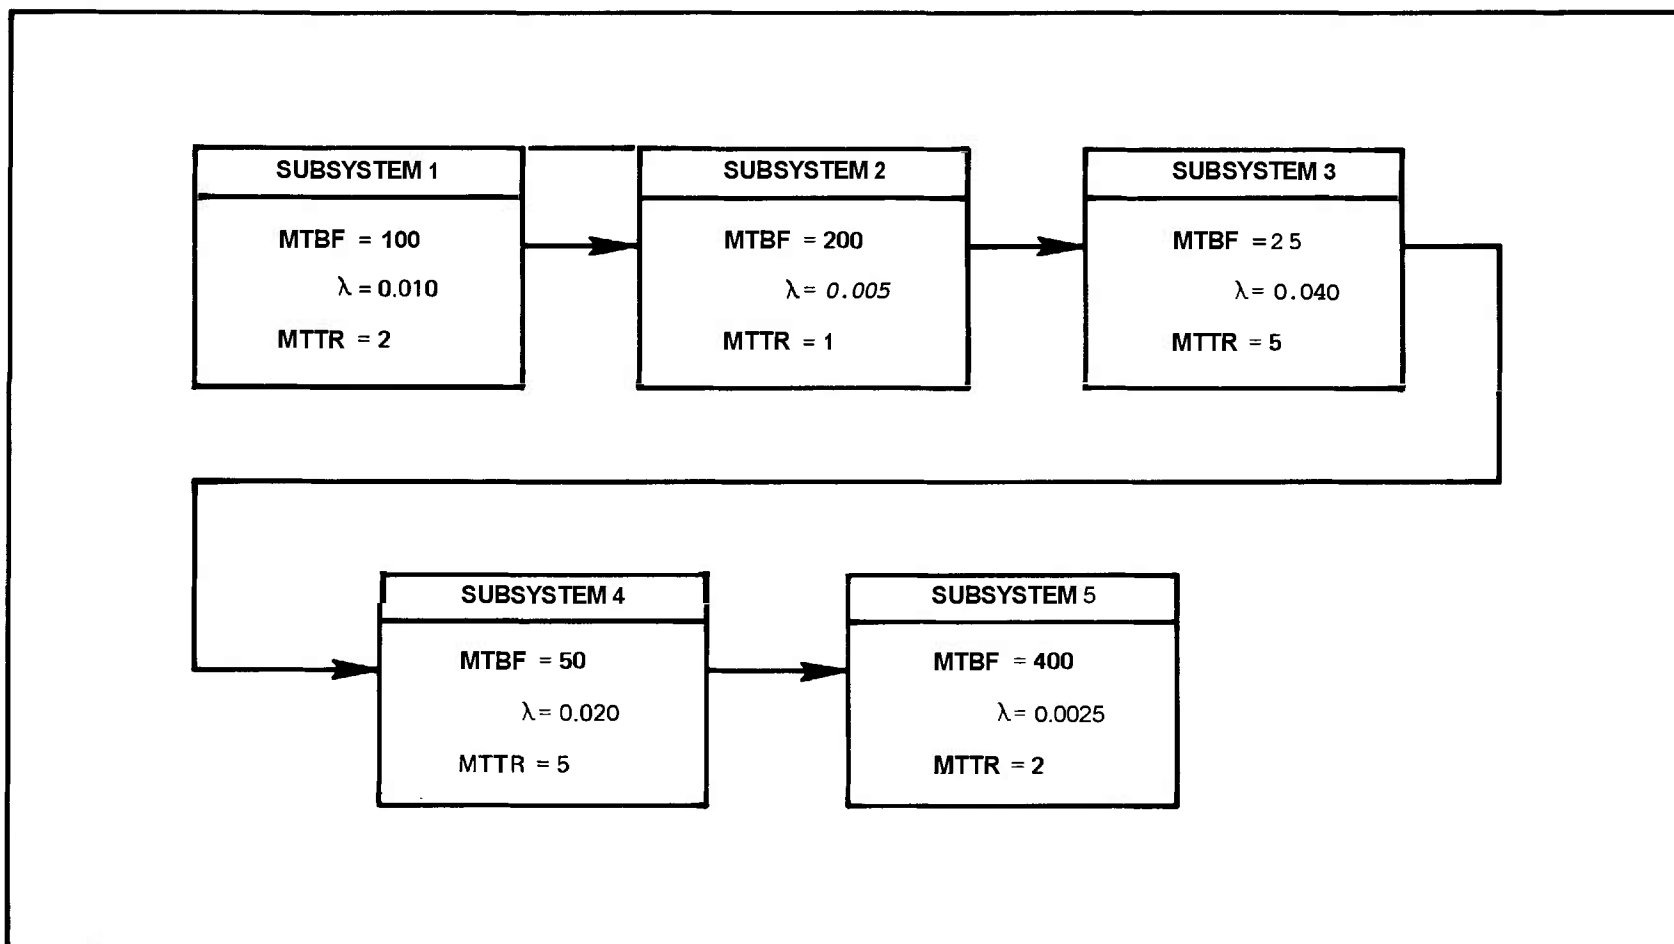 SUBSYSTEM 1
MTBF = 100
λ = 0.010
MTTR = 2
SUBSYSTEM 2
MTBF = 200
λ = 0.005
MTTR = 1
SUBSYSTEM 3
MTBF = 25
λ = 0.040
MTTR = 5
SUBSYSTEM 4
MTBF = 50
λ = 0.020
MTTR = 5
SUBSYSTEM 5
MTBF = 400
λ = 0.0025
MTTR = 2